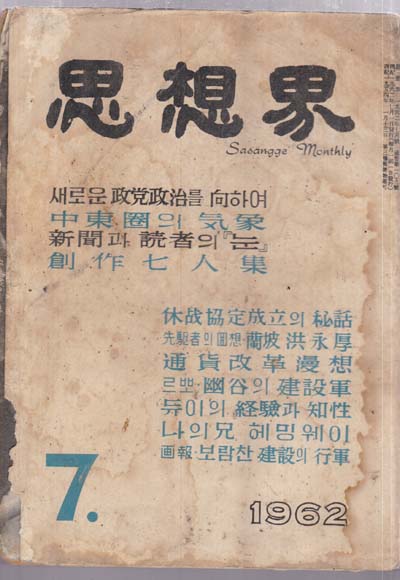 思想界
Sasangge Monthly
새로운 政党政治를 向하여
中東圈의 気象
新聞과 読者의『눈』
創作七人集
休战協定成立의 秘話
先駆者의 圖想·蘭坡 洪永厚
通貨改革漫想
르뽀·幽谷의 建設軍
듀이의 経驗과 知性
나의 兄 헤밍웨이
画報·보람찬 建設의 行軍
7.
1962